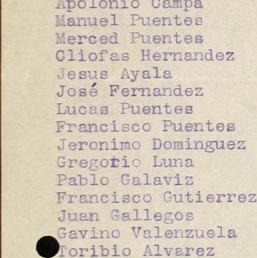 Apolonio Campa
Manuel Puentes
Merced Puentes
Cliofas Hernandez
Jesus Ayala
José Fernandez
Lucas Puentes
Francisco Puentes
Jeronimo Dominguez
Gregorio Luna
Pablo Galaviz
Francisco Gutierrez
Juan Gallegos
Gavino Valenzuela
Toribio Alvarez